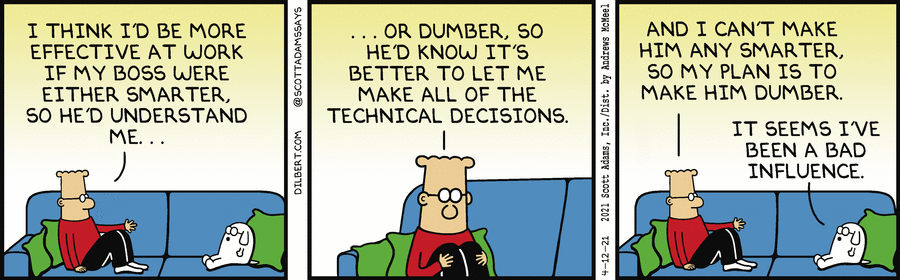 I THINK I'D BE MORE
EFFECTIVE AT WORK
IF MY BOSS WERE
EITHER SMARTER,
SO HE'D UNDERSTAND
ME...
DILBERT.COM @SCOTTADAMSSAYS
...OR DUMBER, SO
HE'D KNOW IT'S
BETTER TO LET ME
MAKE ALL OF THE
TECHNICAL DECISIONS.
4-12-21 2021 Scott Adams, Inc./Dist. by Andrews McMeel
AND I CAN'T MAKE
HIM ANY SMARTER,
SO MY PLAN IS TO
MAKE HIM DUMBER.
IT SEEMS I'VE
BEEN A BAD
INFLUENCE.